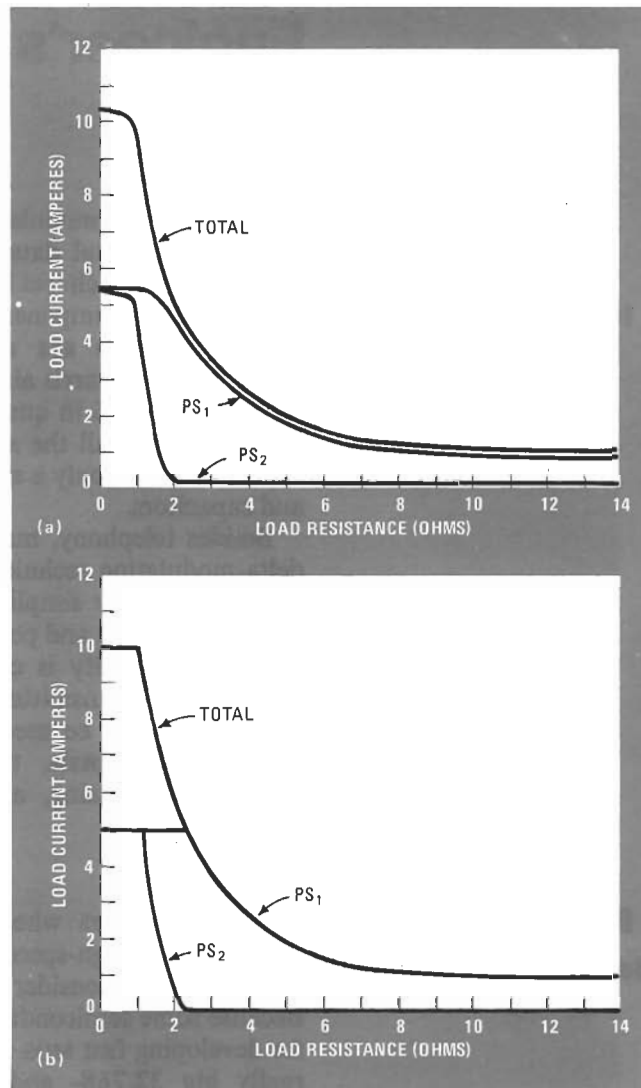 12
10
8
6
4
2
0
LOAD CURRENT (AMPERES)
TOTAL
PS1
PS2
0 2 4 6 8 10 12 14
(a)
LOAD RESISTANCE (OHMS)
12
10
8
6
4
2
0
LOAD CURRENT (AMPERES)
TOTAL
PS1
PS2
0 2 4 6 8 10 12 14
(b)
LOAD RESISTANCE (OHMS)